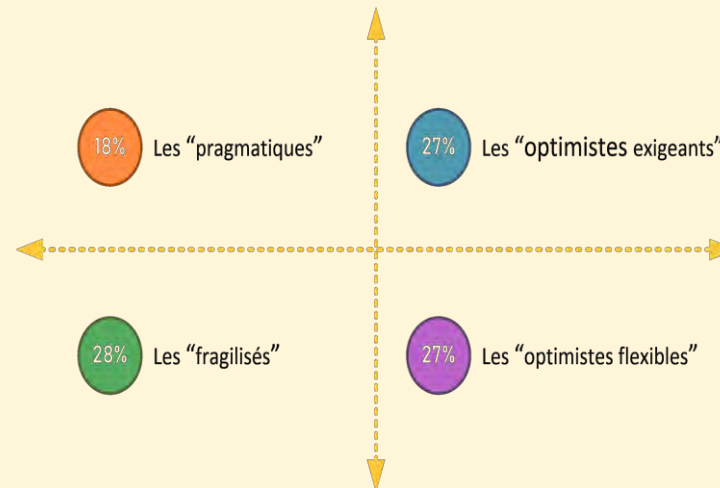 18% Les “pragmatiques”
27% Les “optimistes exigeants”
28% Les “fragilisés”
27% Les “optimistes flexibles”